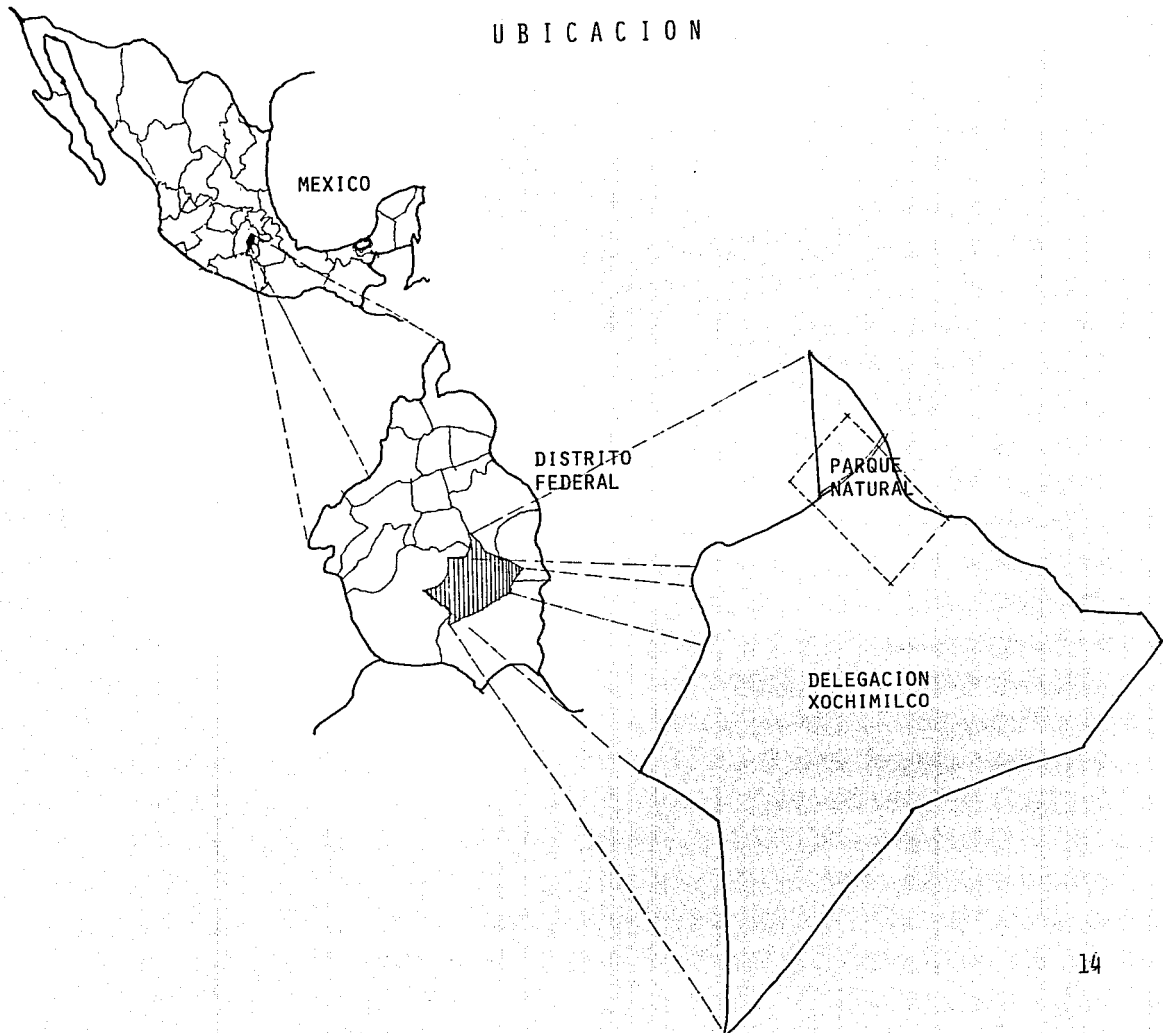 UBICACION
MEXICO
DISTRITO
FEDERAL
PARQUE
NATURAL
DELEGACION
XOCHIMILCO
14